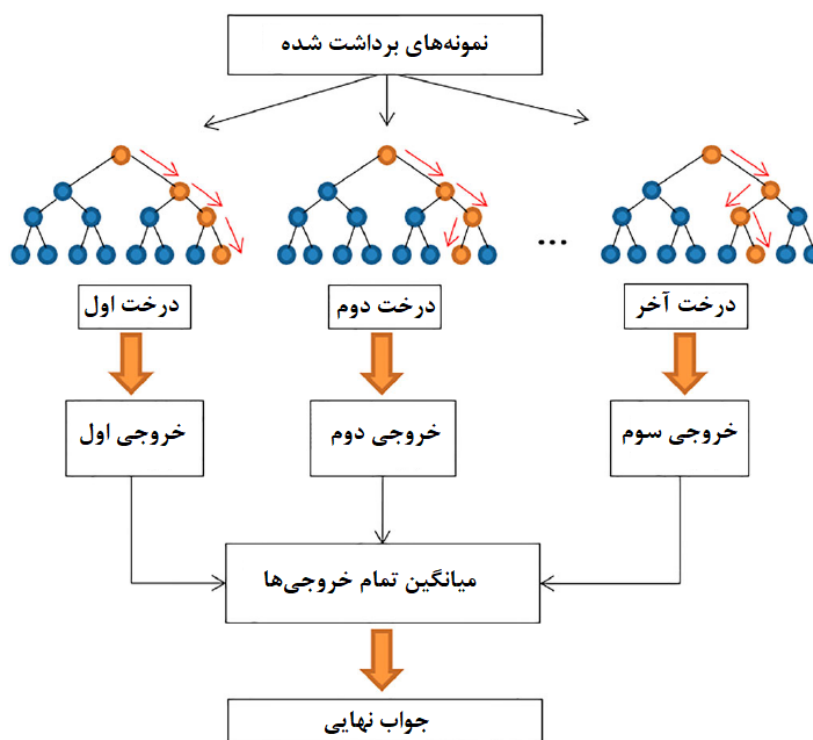 نمونه‌های برداشت شده
...
درخت اول
درخت دوم
درخت آخر
خروجی اول
خروجی دوم
خروجی سوم
میانگین تمام خروجی‌ها
جواب نهایی